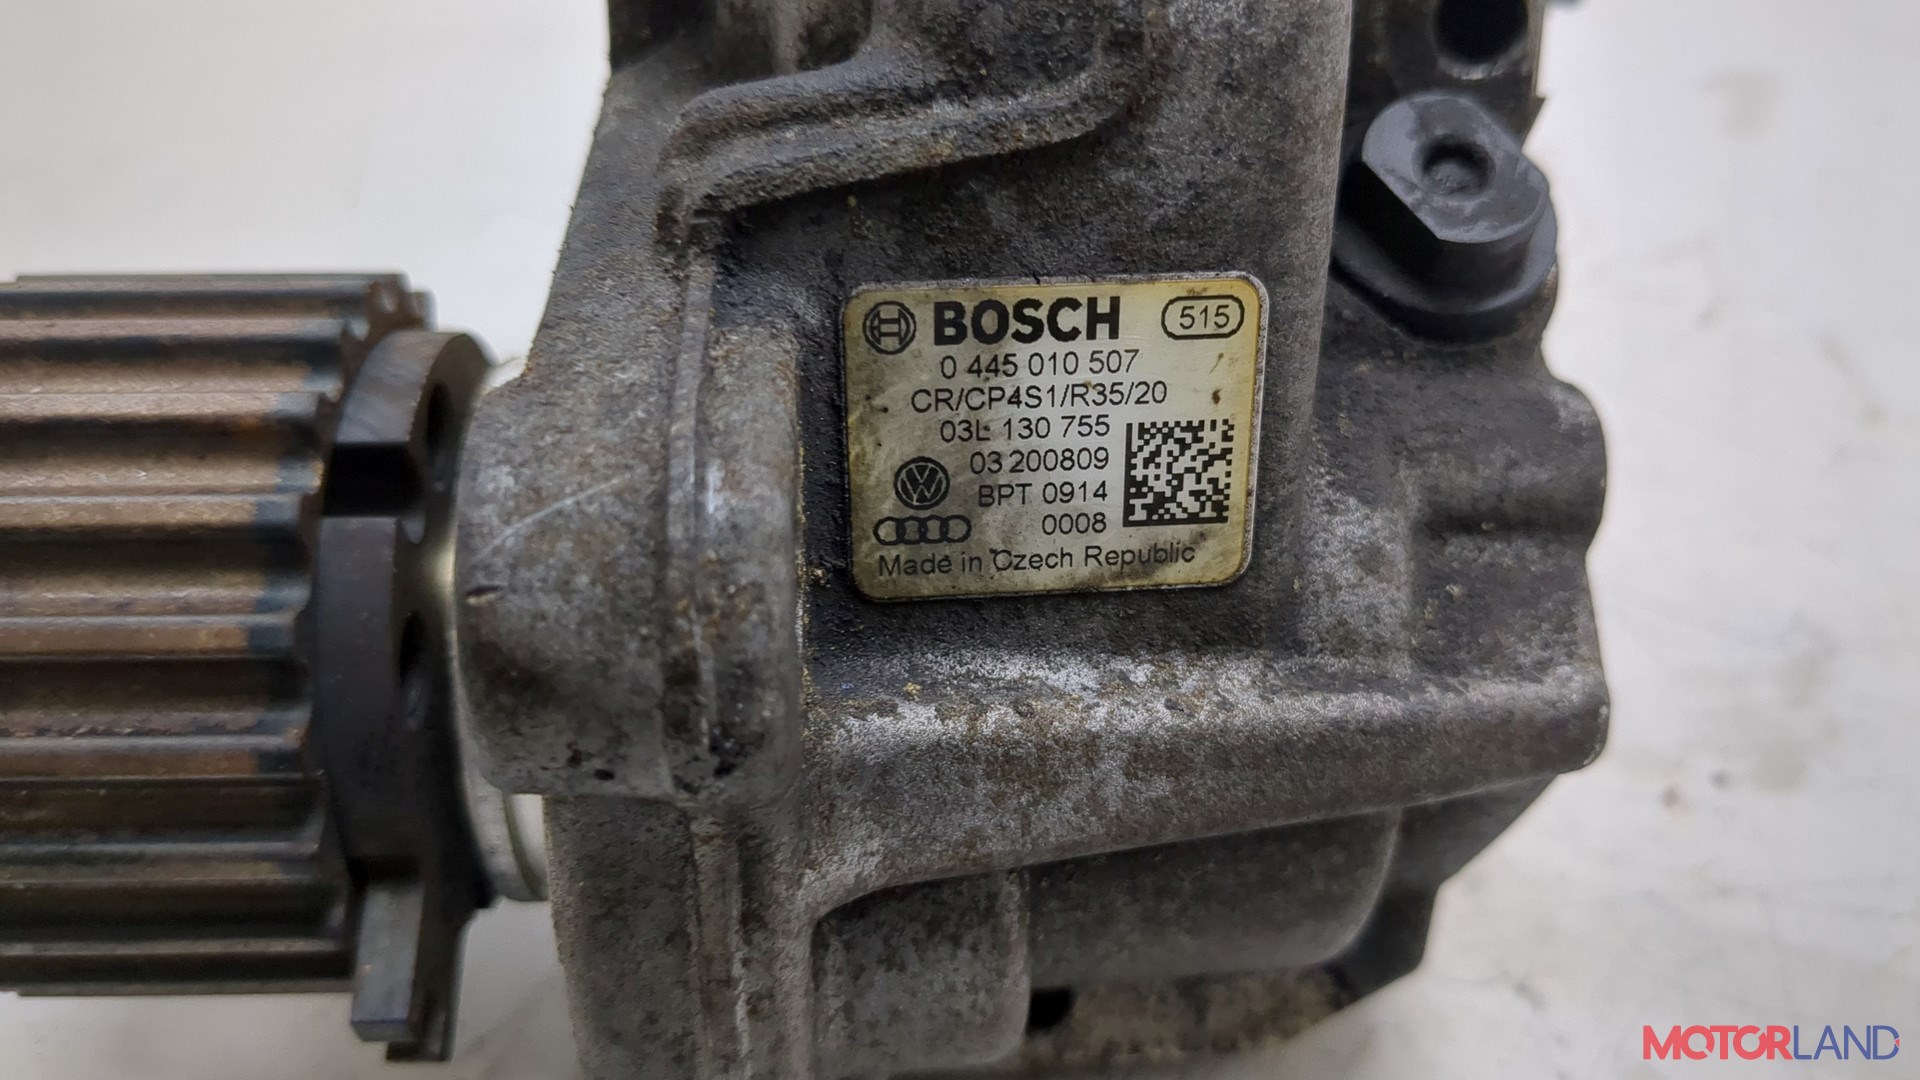 BOSCH 515
0 445 010 507
CR/CP4S1/R35/20
03L 130 755
03 200809
BPT 0914
0008
Made in Czech Republic
MOTORLAND